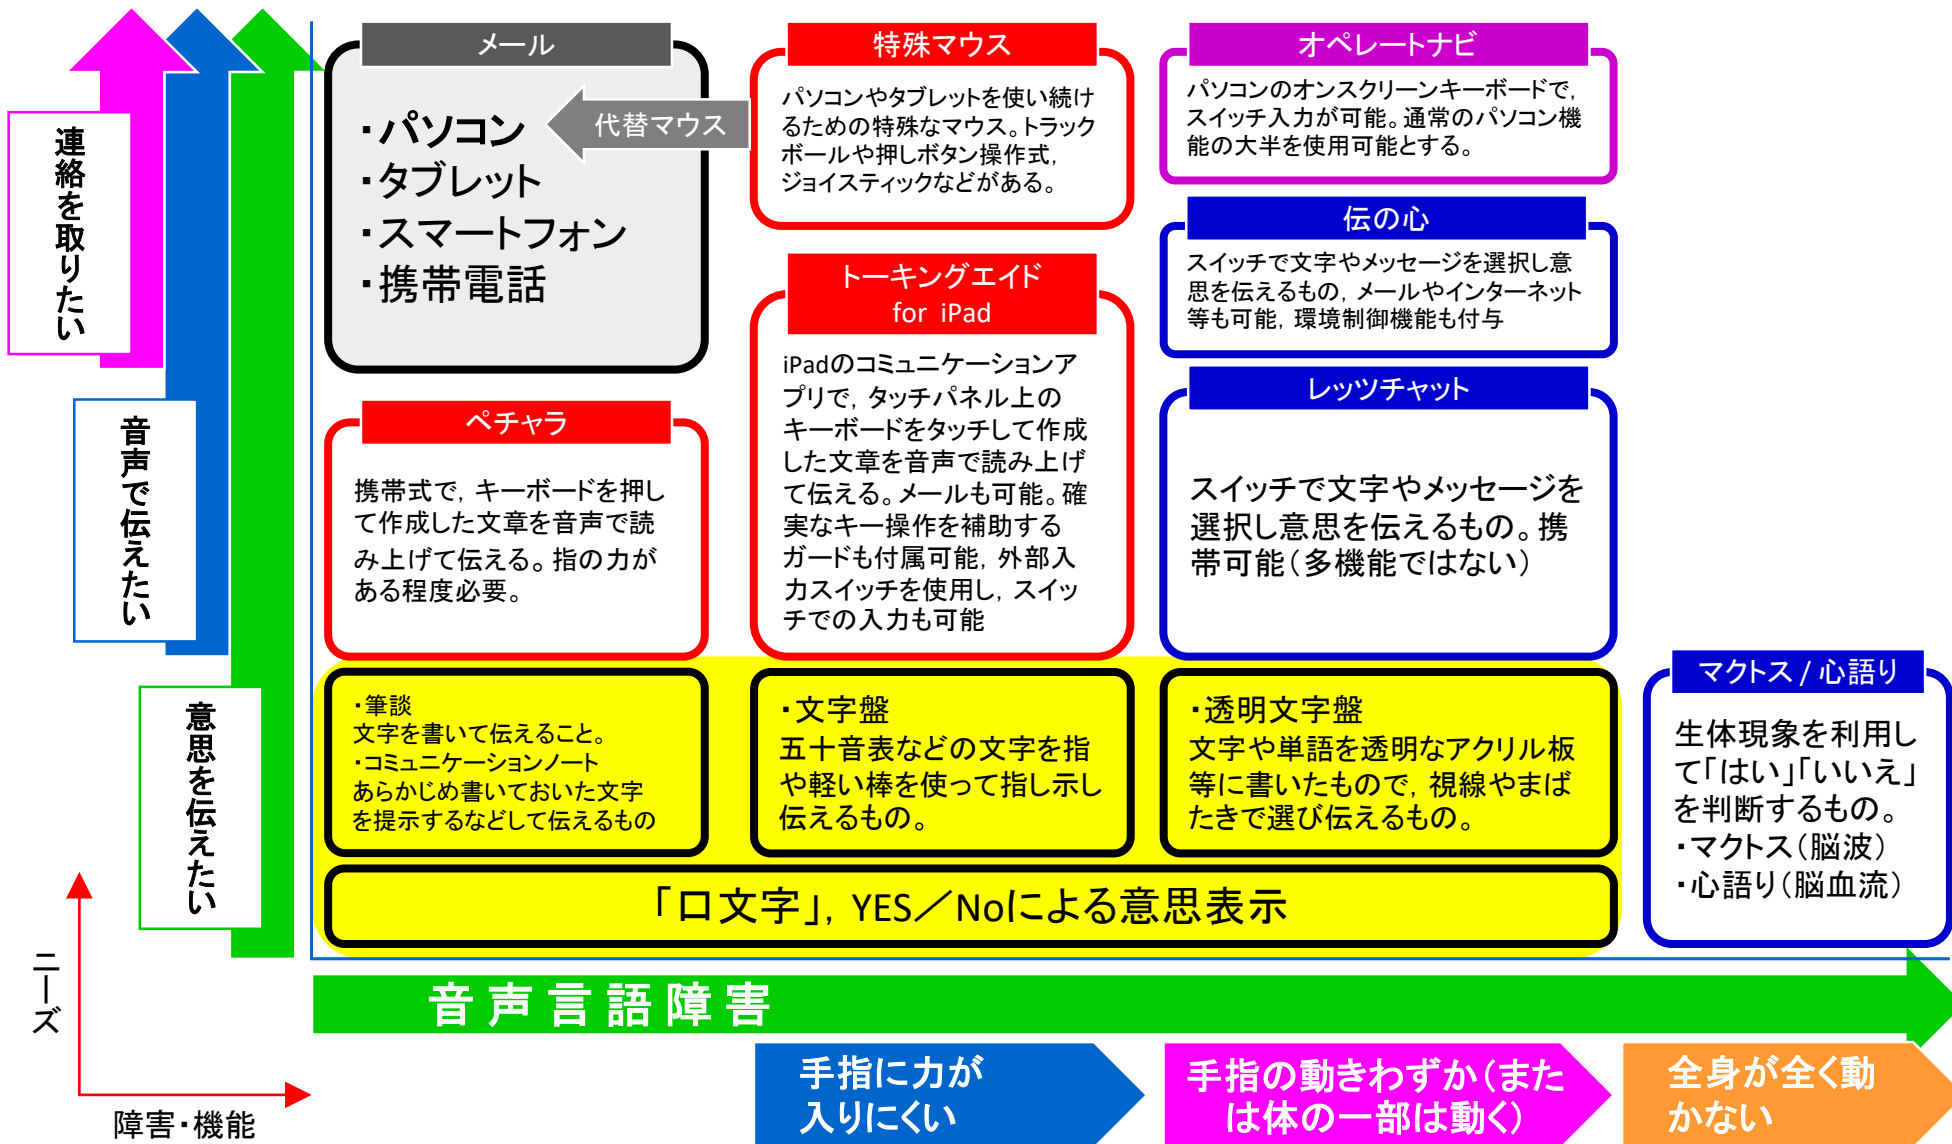 連絡を取りたい
音声で伝えたい
意思を伝えたい
ニーズ
障害・機能
メール
・パソコン
・タブレット
・スマートフォン
・携帯電話
代替マウス
特殊マウス
パソコンやタブレットを使い続け
るための特殊なマウス。トラック
ボールや押しボタン操作式,
ジョイスティックなどがある。
オペレートナビ
パソコンのオンスクリーンキーボードで,
スイッチ入力が可能。通常のパソコン機
能の大半を使用可能とする。
伝の心
スイッチで文字やメッセージを選択し意
思を伝えるもの, メールやインターネット
等も可能, 環境制御機能も付与
トーキングエイド
for iPad
iPadのコミュニケーションア
プリで, タッチパネル上の
キーボードをタッチして作成
した文章を音声で読み上げ
て伝える。メールも可能。確
実なキー操作を補助する
ガードも付属可能, 外部入
力スイッチを使用し, スイッ
チでの入力も可能
レッツチャット
スイッチで文字やメッセージを
選択し意思を伝えるもの。携
帯可能(多機能ではない)
ペチャラ
携帯式で, キーボードを押し
て作成した文章を音声で読
み上げて伝える。指の力が
ある程度必要。
・筆談
文字を書いて伝えること。
・コミュニケーションノート
あらかじめ書いておいた文字
を提示するなどして伝えるもの
・文字盤
五十音表などの文字を指
や軽い棒を使って指し示し
伝えるもの。
・透明文字盤
文字や単語を透明なアクリル板
等に書いたもので, 視線やまば
たきで選び伝えるもの。
マクトス / 心語り
生体現象を利用し
て「はい」「いいえ」
を判断するもの。
・マクトス(脳波)
・心語り(脳血流)
「口文字」, YES/Noによる意思表示
音声言語障害
手指に力が
入りにくい
手指の動きわずか(また
は体の一部は動く)
全身が全く動
かない